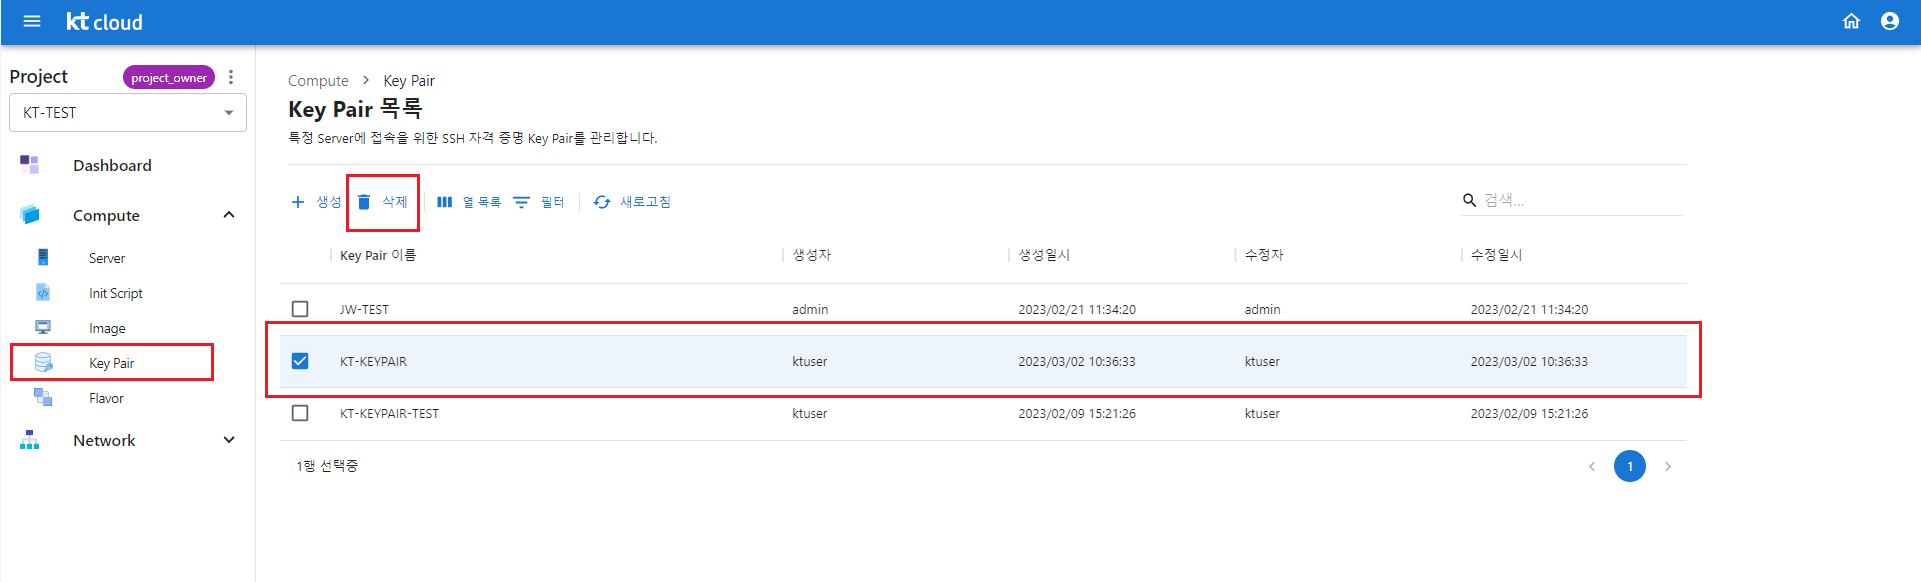 kt cloud
Project project_owner
KT-TEST
Dashboard
Compute
Server
Init Script
Image
Key Pair
Flavor
Network
Compute > Key Pair
Key Pair 목록
특정 Server에 접속을 위한 SSH 자격 증명 Key Pair를 관리합니다.
+ 생성 삭제 열 목록 필터 새로고침 검색...
Key Pair 이름 생성자 생성일시 수정자 수정일시
JW-TEST admin 2023/02/21 11:34:20 admin 2023/02/21 11:34:20
KT-KEYPAIR ktuser 2023/03/02 10:36:33 ktuser 2023/03/02 10:36:33
KT-KEYPAIR-TEST ktuser 2023/02/09 15:21:26 ktuser 2023/02/09 15:21:26
1행 선택중 < 1 >